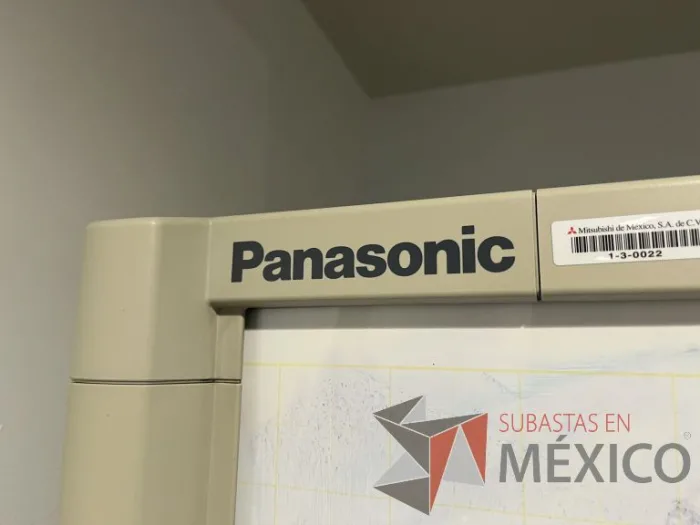 Panasonic
Mitsubishi de Mexico, S.A. de C.V
1-3-0022
SUBASTAS EN
MÉXICO®